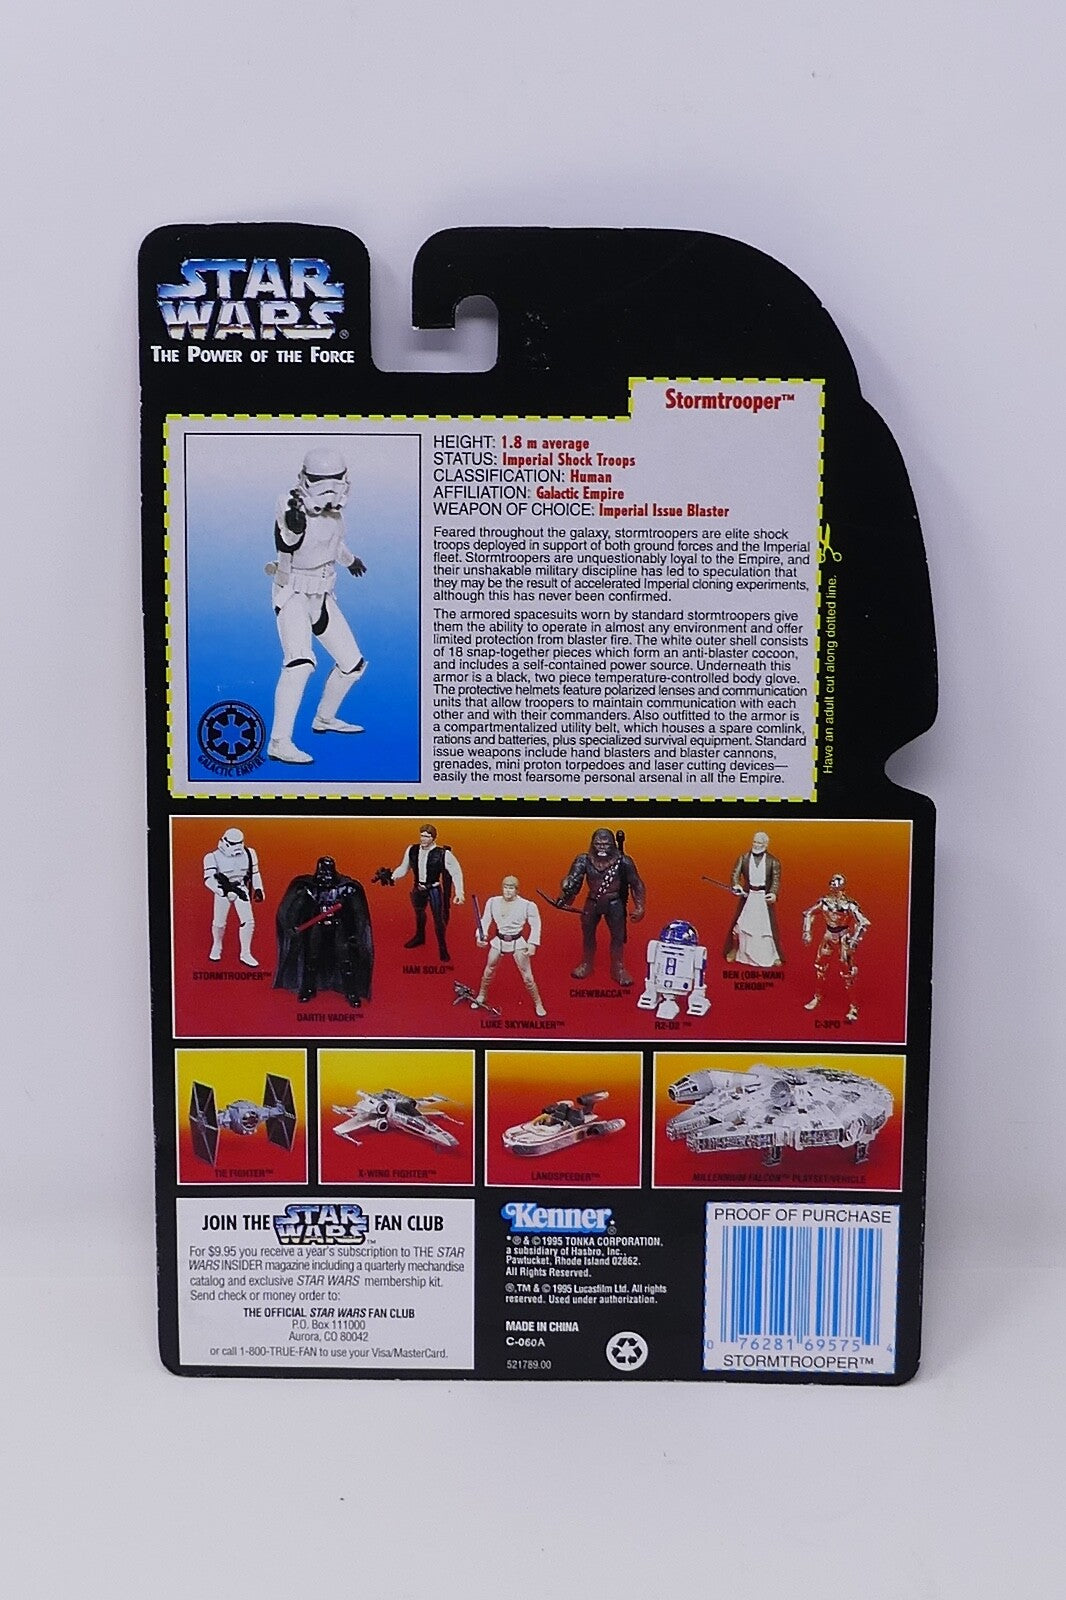 STAR
WARS®
THE POWER OF THE FORCE
Stormtrooper™
HEIGHT: 1.8 m average
STATUS: Imperial Shock Troops
CLASSIFICATION: Human
AFFILIATION: Galactic Empire
WEAPON OF CHOICE: Imperial Issue Blaster
Feared throughout the galaxy, stormtroopers are elite shock
troops deployed in support of both ground forces and the Imperial
fleet. Stormtroopers are unquestionably loyal to the Empire, and
their unshakable military discipline has led to speculation that
they may be the result of accelerated Imperial cloning experiments,
although this has never been confirmed.
The armored spacesuits worn by standard stormtroopers give
them the ability to operate in almost any environment and offer
limited protection from blaster fire. The white outer shell consists
of 18 snap-together pieces which form an anti-blaster cocoon,
and includes a self-contained power source. Underneath this
armor is a black, two piece temperature-controlled body glove.
The protective helmets feature polarized lenses and communication
units that allow troopers to maintain communication with each
other and with their commanders. Also outfitted to the armor is
a compartmentalized utility belt, which houses a spare comlink,
rations and batteries, plus specialized survival equipment. Standard
issue weapons include hand blasters and blaster cannons,
grenades, mini proton torpedoes and laser cutting devices—
easily the most fearsome personal arsenal in all the Empire.
GALACTIC EMPIRE
Have an adult cut along dotted line.
STORMTROOPER™
DARTH VADER™
HAN SOLO™
LUKE SKYWALKER™
CHEWBACCA™
R2-D2™
BEN (OBI-WAN)
KENOBI™
C-3PO™
TIE FIGHTER™
X-WING FIGHTER™
LANDSPEEDER™
MILLENNIUM FALCON™ PLAYSET/VEHICLE
JOIN THE STAR WARS™ FAN CLUB
For $9.95 you receive a year's subscription to THE STAR
WARS INSIDER magazine including a quarterly merchandise
catalog and exclusive STAR WARS membership kit.
Send check or money order to:
THE OFFICIAL STAR WARS FAN CLUB
P.O. Box 111000
Aurora, CO 80042
or call 1-800-TRUE-FAN to use your Visa/MasterCard.
Kenner®
*® & © 1995 TONKA CORPORATION,
a subsidiary of Hasbro, Inc.,
Pawtucket, Rhode Island 02862.
All Rights Reserved.
®,TM & © 1995 Lucasfilm Ltd. All rights
reserved. Used under authorization.
MADE IN CHINA
C-060A
521789.00
PROOF OF PURCHASE
0 76281 69575 4
STORMTROOPER™